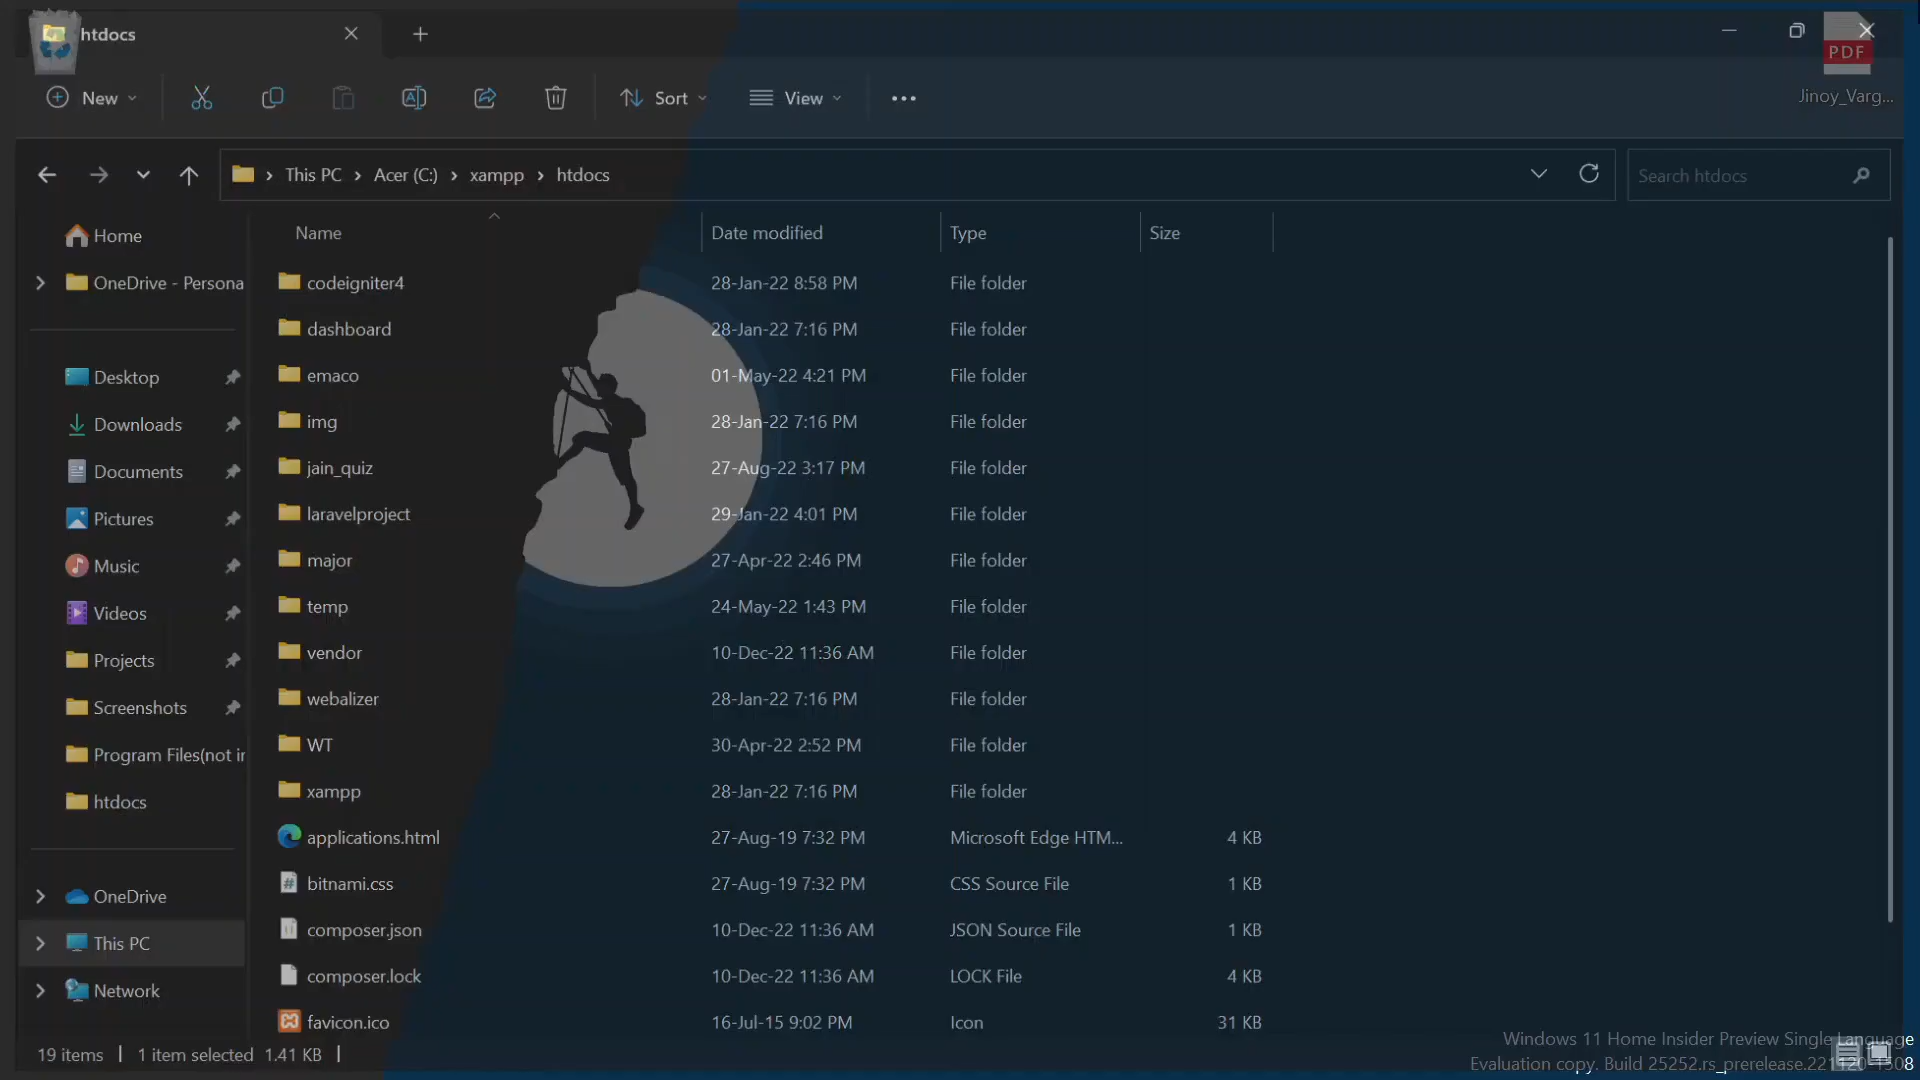 htdocs
PDF
Jinoy_Varg...
New
Sort
View
This PC
Acer (C:)
xampp
htdocs
Search htdocs
Name
Date modified
Type
Size
Home
OneDrive - Persona
Desktop
Downloads
Documents
Pictures
Music
Videos
Projects
Screenshots
Program Files(not in
htdocs
OneDrive
This PC
Network
codeigniter4 28-Jan-22 8:58 PM File folder
dashboard 28-Jan-22 7:16 PM File folder
emaco 01-May-22 4:21 PM File folder
img 28-Jan-22 7:16 PM File folder
jain_quiz 27-Aug-22 3:17 PM File folder
laravelproject 29-Jan-22 4:01 PM File folder
major 27-Apr-22 2:46 PM File folder
temp 24-May-22 1:43 PM File folder
vendor 10-Dec-22 11:36 AM File folder
webalizer 28-Jan-22 7:16 PM File folder
WT 30-Apr-22 2:52 PM File folder
xampp 28-Jan-22 7:16 PM File folder
applications.html 27-Aug-19 7:32 PM Microsoft Edge HTM... 4 KB
bitnami.css 27-Aug-19 7:32 PM CSS Source File 1 KB
composer.json 10-Dec-22 11:36 AM JSON Source File 1 KB
composer.lock 10-Dec-22 11:36 AM LOCK File 4 KB
favicon.ico 16-Jul-15 9:02 PM Icon 31 KB
19 items | 1 item selected 1.41 KB |
Windows 11 Home Insider Preview Single Language
Evaluation copy. Build 25252.rs_prerelease.221120-1508